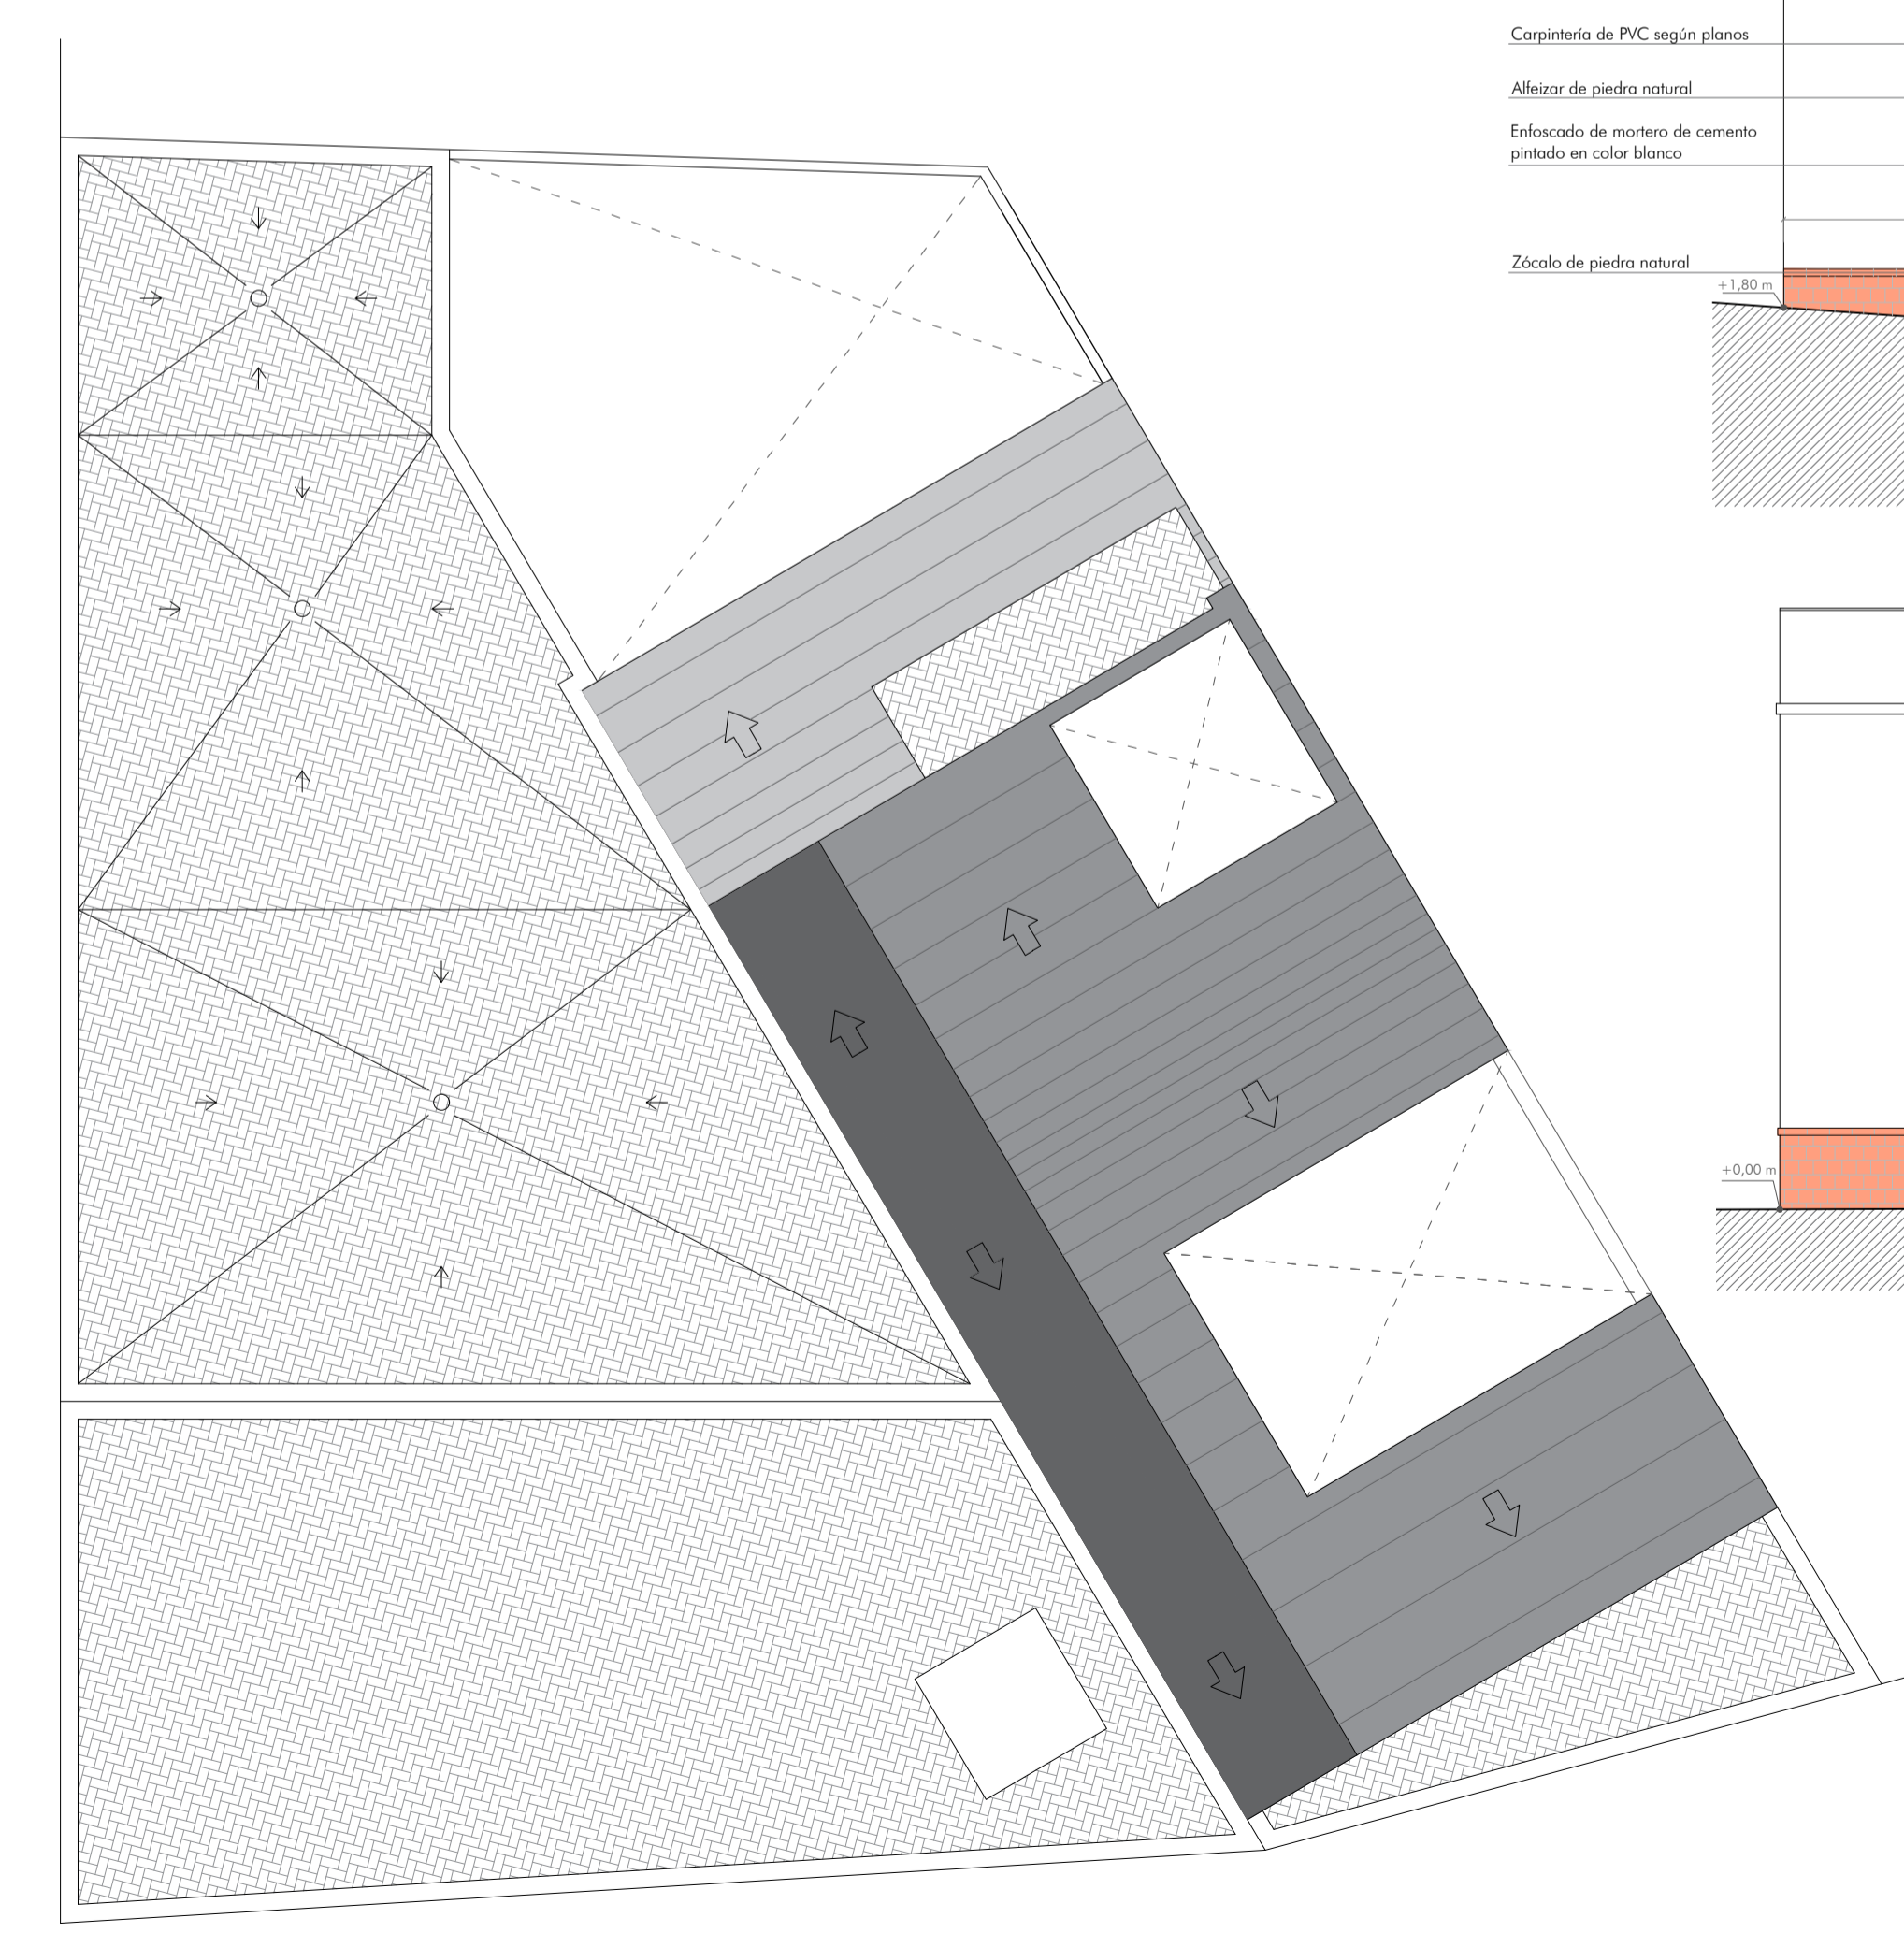 Carpintería de PVC según planos
Alfeizar de piedra natural
Enfoscado de mortero de cemento
pintado en color blanco
Zócalo de piedra natural
+1,80 m
+0,00 m